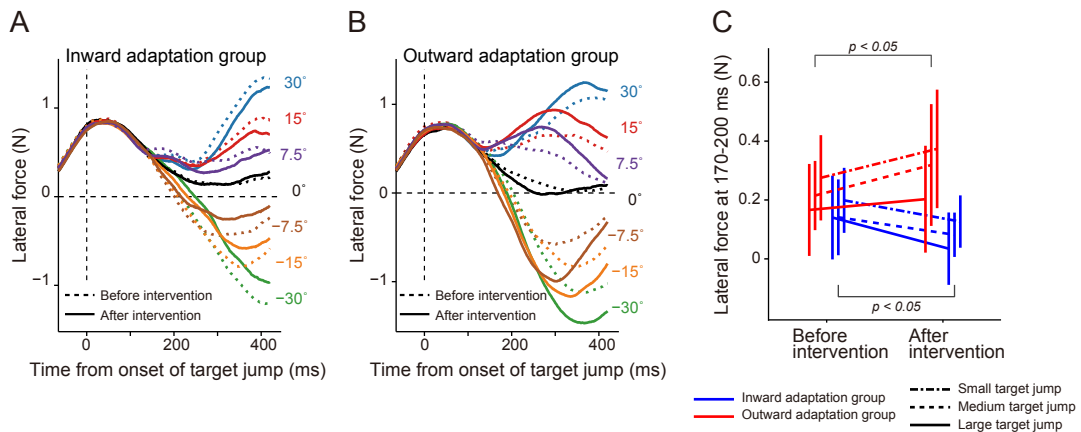 A
Inward adaptation group
Lateral force (N)
1
0
−1
30°
15°
7.5°
0°
−7.5°
−15°
−30°
Before intervention
After intervention
0
200
400
Time from onset of target jump (ms)
B
Outward adaptation group
Lateral force (N)
1
0
−1
30°
15°
7.5°
0°
−7.5°
−15°
−30°
Before intervention
After intervention
0
200
400
Time from onset of target jump (ms)
C
Lateral force at 170-200 ms (N)
0.6
0.4
0.2
0
p < 0.05
p < 0.05
Before
intervention
After
intervention
Inward adaptation group
Outward adaptation group
Small target jump
Medium target jump
Large target jump